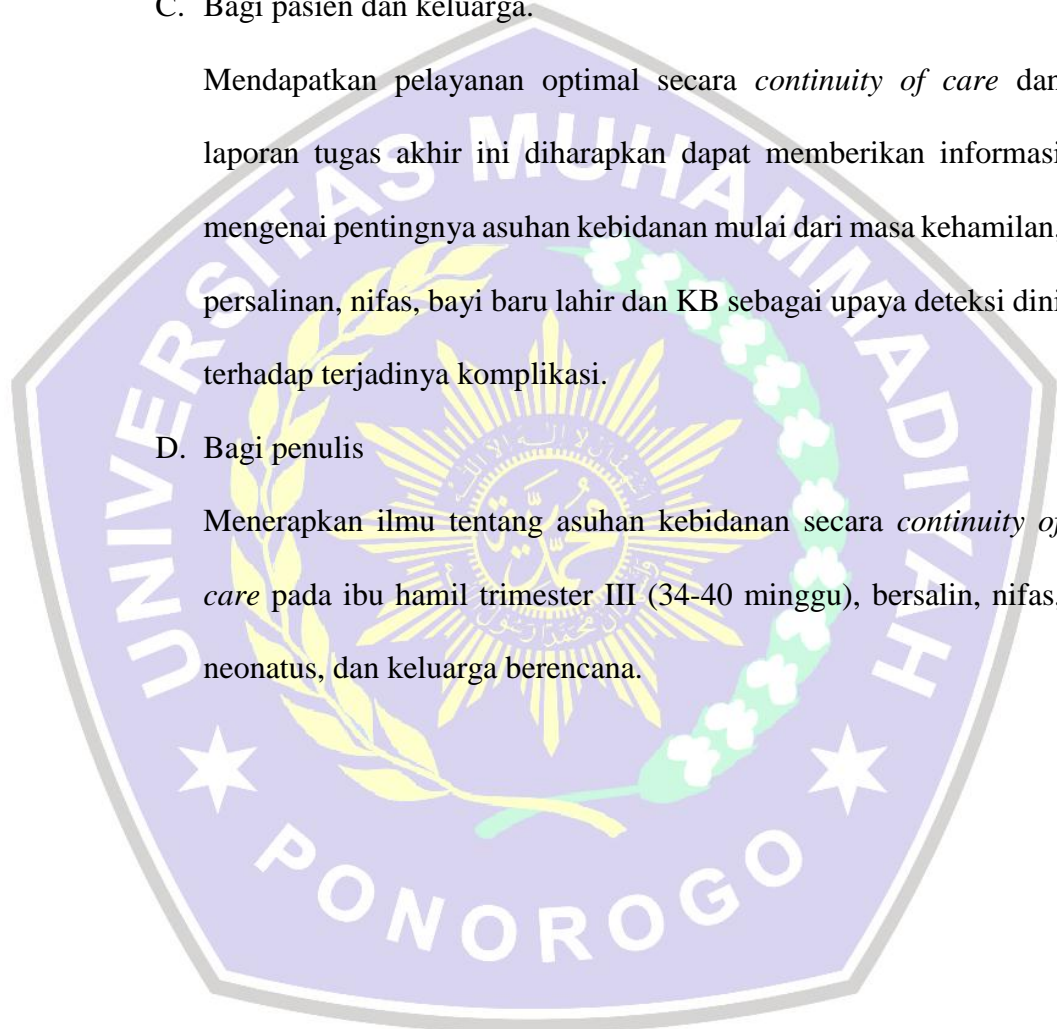 C. Bagi pasien dan keluarga.
Mendapatkan pelayanan optimal secara continuity of care dan
laporan tugas akhir ini diharapkan dapat memberikan informasi
mengenai pentingnya asuhan kebidanan mulai dari masa kehamilan,
persalinan, nifas, bayi baru lahir dan KB sebagai upaya deteksi dini
terhadap terjadinya komplikasi.
D. Bagi penulis
Menerapkan ilmu tentang asuhan kebidanan secara continuity of
care pada ibu hamil trimester III (34-40 minggu), bersalin, nifas,
neonatus, dan keluarga berencana.
UNIVERSITAS MUHAMMADIYAH
PONOROGO